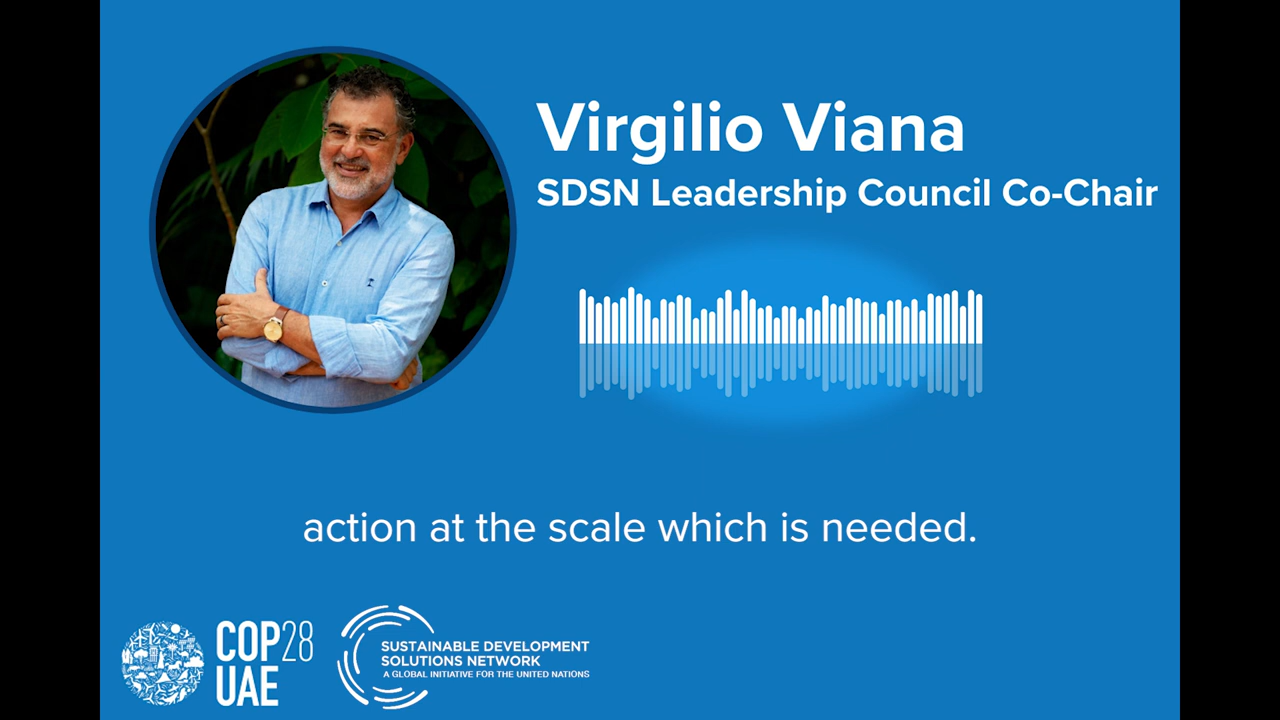 Virgilio Viana
SDSN Leadership Council Co-Chair
action at the scale which is needed.
COP28
UAE
SUSTAINABLE DEVELOPMENT
SOLUTIONS NETWORK
A GLOBAL INITIATIVE FOR THE UNITED NATIONS